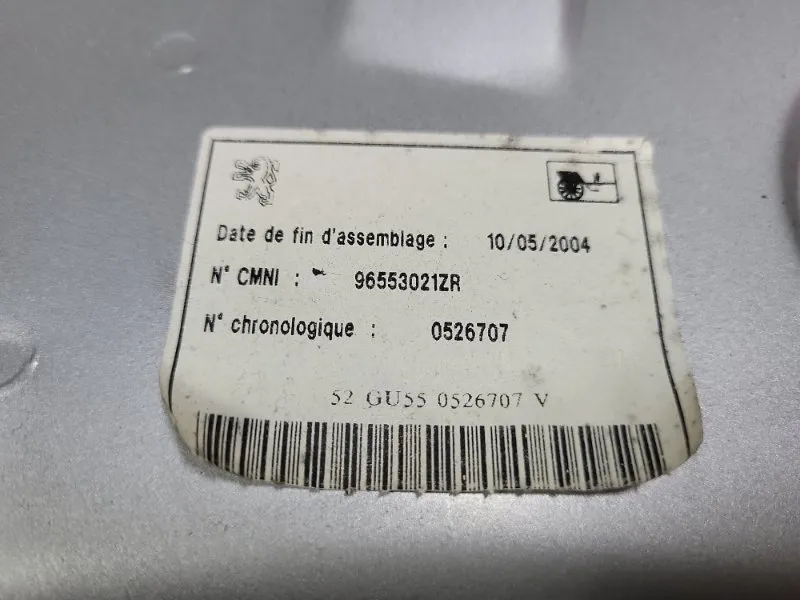 Date de fin d'assemblage : 10/05/2004
N° CMNI : 96553021ZR
N° chronologique : 0526707
52 GU55 0526707 V